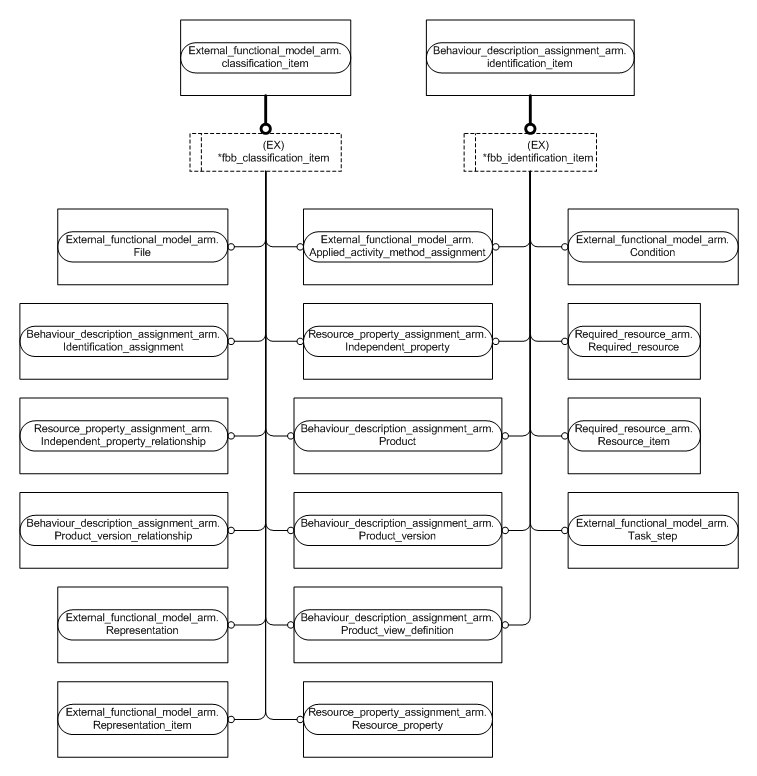 External_functional_model_arm.
classification_item
Behaviour_description_assignment_arm.
identification_item
(EX)
*fbb_classification_item
(EX)
*fbb_identification_item
External_functional_model_arm.
File
External_functional_model_arm.
Applied_activity_method_assignment
External_functional_model_arm.
Condition
Behaviour_description_assignment_arm.
Identification_assignment
Resource_property_assignment_arm.
Independent_property
Required_resource_arm.
Required_resource
Resource_property_assignment_arm.
Independent_property_relationship
Behaviour_description_assignment_arm.
Product
Required_resource_arm.
Resource_item
Behaviour_description_assignment_arm.
Product_version_relationship
Behaviour_description_assignment_arm.
Product_version
External_functional_model_arm.
Task_step
External_functional_model_arm.
Representation
Behaviour_description_assignment_arm.
Product_view_definition
External_functional_model_arm.
Representation_item
Resource_property_assignment_arm.
Resource_property